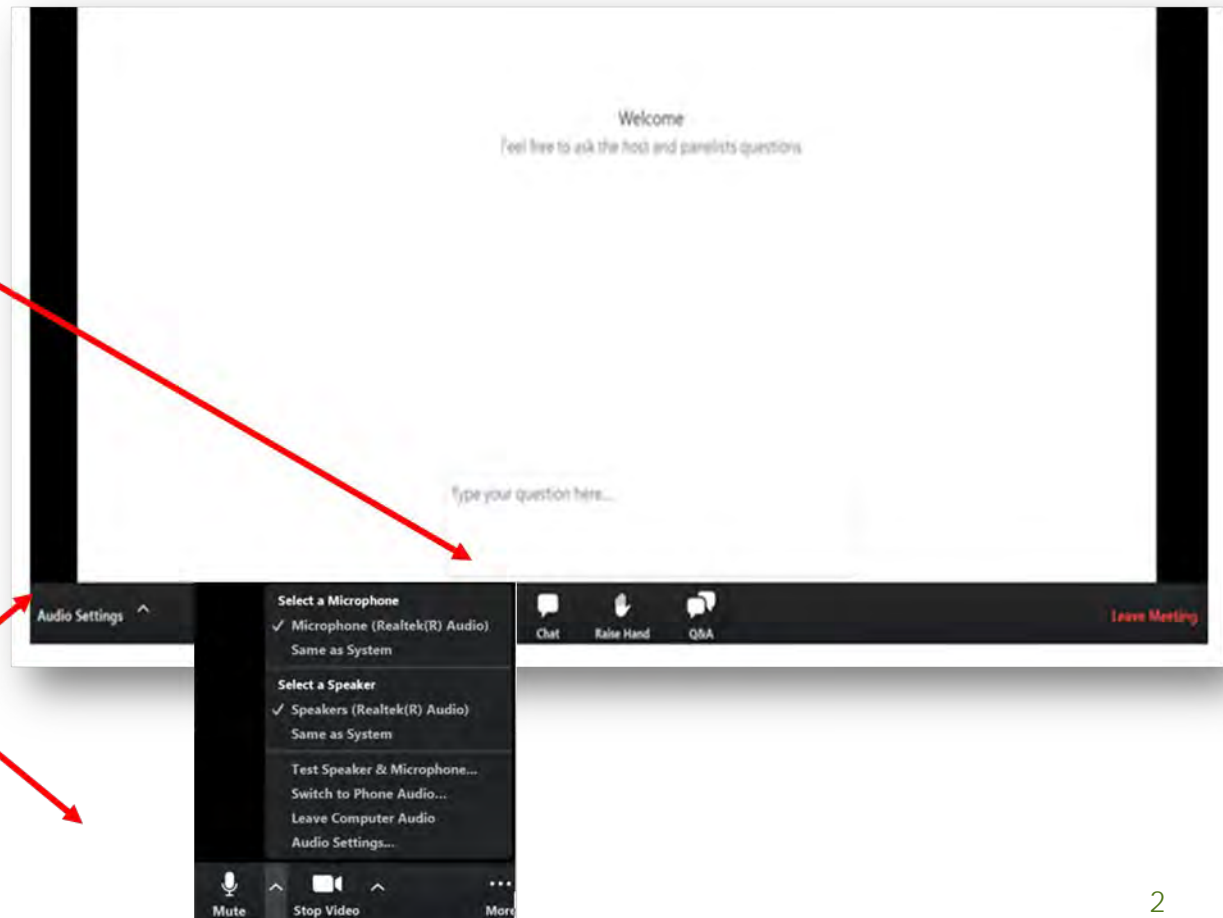 Welcome
Feel free to ask the host and panelists questions
Type your question here...
Audio Settings
Chat
Raise Hand
Q&A
Leave Meeting
Select a Microphone
✓ Microphone (Realtek(R) Audio)
Same as System
Select a Speaker
✓ Speakers (Realtek(R) Audio)
Same as System
Test Speaker & Microphone...
Switch to Phone Audio...
Leave Computer Audio
Audio Settings...
Mute
Stop Video
More
2